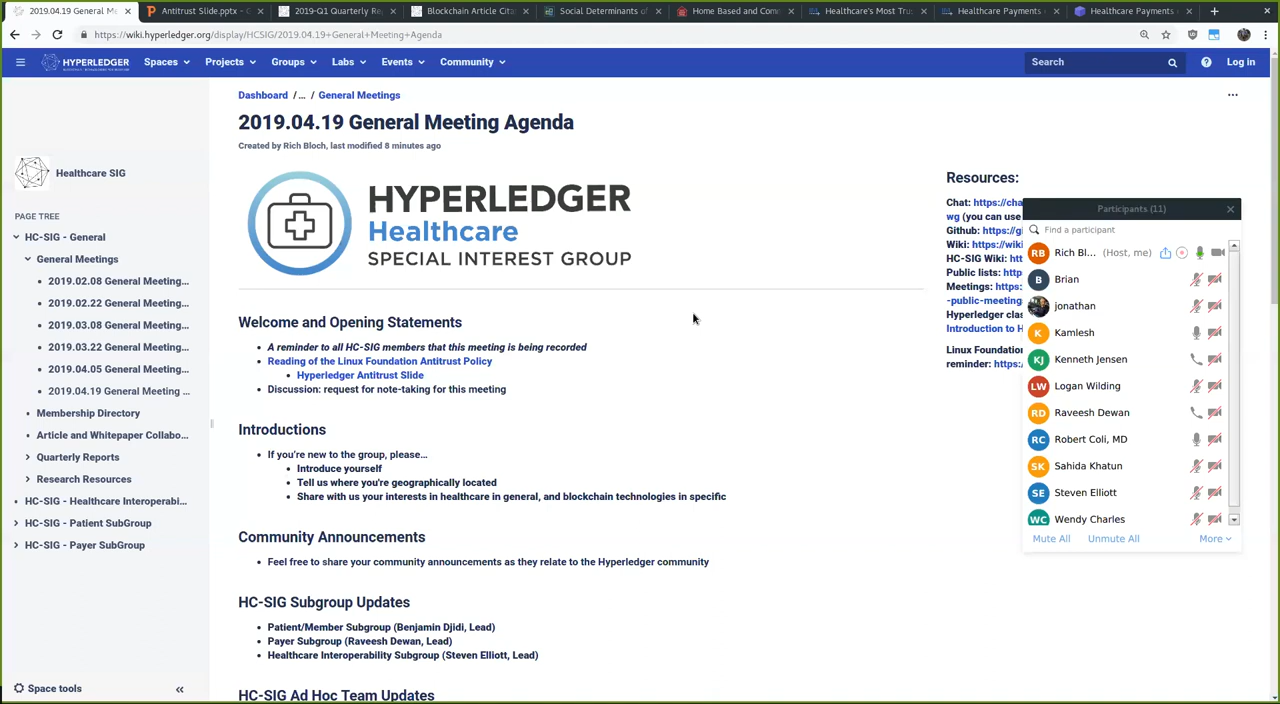 2019.04.19 General M
Antitrust Slide.pptx - C
2019-Q1 Quarterly Re
Blockchain Article Cita
Social Determinants of
Home Based and Com
Healthcare's Most Trus
Healthcare Payments
Healthcare Payments
https://wiki.hyperledger.org/display/HCSIG/2019.04.19+General+Meeting+Agenda
HYPERLEDGER
Spaces
Projects
Groups
Labs
Events
Community
Search
Log in
Healthcare SIG
PAGE TREE
HC-SIG - General
General Meetings
2019.02.08 General Meeting...
2019.02.22 General Meeting...
2019.03.08 General Meeting...
2019.03.22 General Meeting...
2019.04.05 General Meeting...
2019.04.19 General Meeting ...
Membership Directory
Article and Whitepaper Collabo...
Quarterly Reports
Research Resources
HC-SIG - Healthcare Interoperabi...
HC-SIG - Patient SubGroup
HC-SIG - Payer SubGroup
Space tools
Dashboard /... / General Meetings
2019.04.19 General Meeting Agenda
Created by Rich Bloch, last modified 8 minutes ago
HYPERLEDGER
Healthcare
SPECIAL INTEREST GROUP
Welcome and Opening Statements
• A reminder to all HC-SIG members that this meeting is being recorded
• Reading of the Linux Foundation Antitrust Policy
• Hyperledger Antitrust Slide
• Discussion: request for note-taking for this meeting
Introductions
• If you're new to the group, please...
• Introduce yourself
• Tell us where you're geographically located
• Share with us your interests in healthcare in general, and blockchain technologies in specific
Community Announcements
• Feel free to share your community announcements as they relate to the Hyperledger community
HC-SIG Subgroup Updates
• Patient/Member Subgroup (Benjamin Djidi, Lead)
• Payer Subgroup (Raveesh Dewan, Lead)
• Healthcare Interoperability Subgroup (Steven Elliott, Lead)
HC-SIG Ad Hoc Team Updates
Resources:
Chat: https://cha
wg (you can use
Github: https://gi
Wiki: https://wiki
HC-SIG Wiki: htt
Public lists: http
Meetings: https:
-public-meeting
Hyperledger clas
Introduction to H
Linux Foundation
reminder: https:/
Participants (11)
Find a participant
RB Rich Bl... (Host, me)
B Brian
jonathan
K Kamlesh
KJ Kenneth Jensen
LW Logan Wilding
RD Raveesh Dewan
RC Robert Coli, MD
SK Sahida Khatun
SE Steven Elliott
WC Wendy Charles
Mute All
Unmute All
More